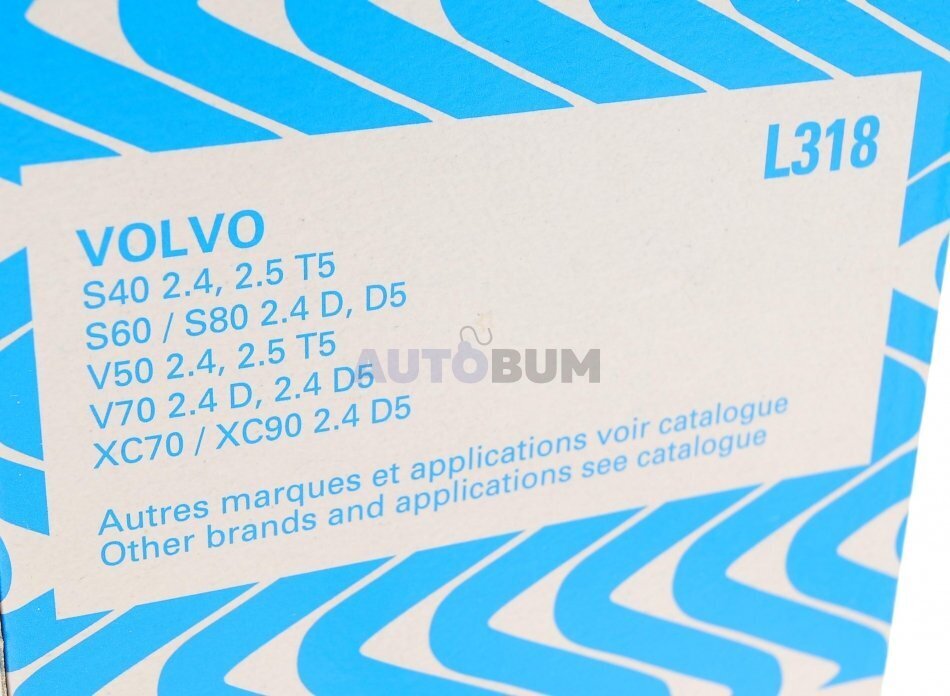 L318
VOLVO
S40 2.4, 2.5 T5
S60 / S80 2.4 D, D5
V50 2.4, 2.5 T5
V70 2.4 D, 2.4 D5
XC70 / XC90 2.4 D5
AUTOBUM
Autres marques et applications voir catalogue
Other brands and applications see catalogue